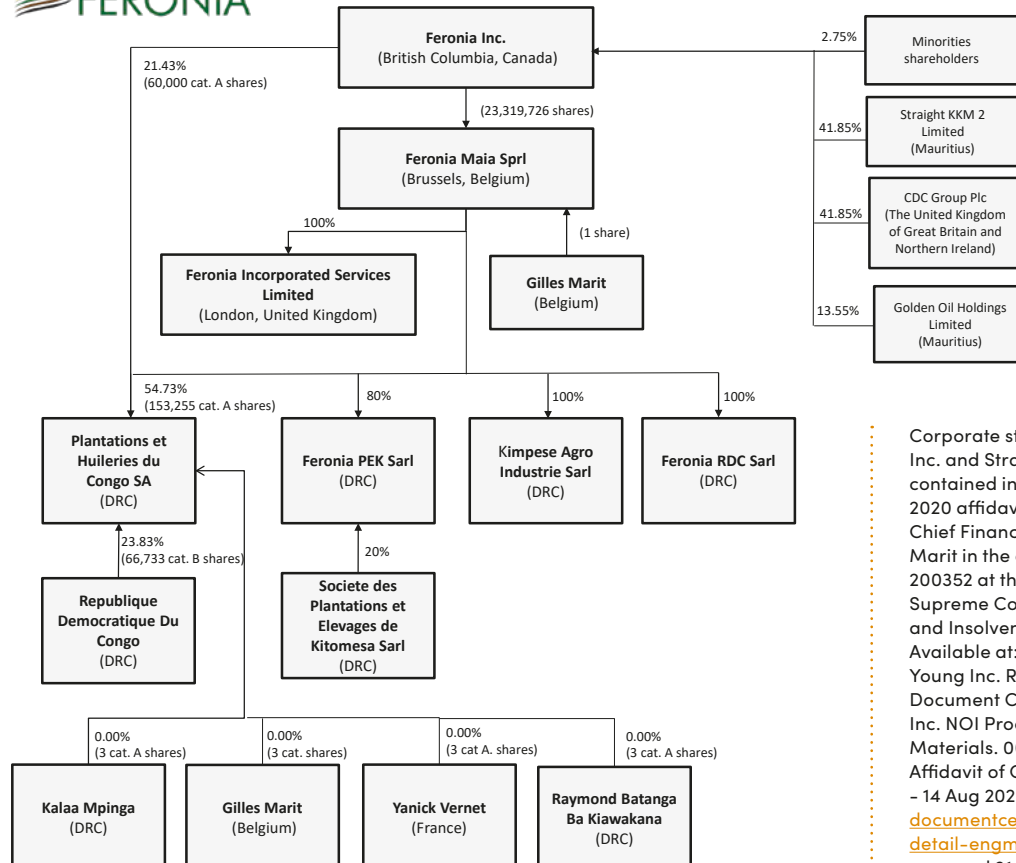 FERONIA
Feronia Inc.
(British Columbia, Canada)
2.75%
Minorities
shareholders
21.43%
(60,000 cat. A shares)
(23,319,726 shares)
41.85%
Straight KKM 2
Limited
(Mauritius)
Feronia Maia Sprl
(Brussels, Belgium)
41.85%
CDC Group Plc
(The United Kingdom
of Great Britain and
Northern Ireland)
100%
(1 share)
Feronia Incorporated Services
Limited
(London, United Kingdom)
Gilles Marit
(Belgium)
13.55%
Golden Oil Holdings
Limited
(Mauritius)
54.73%
(153,255 cat. A shares)
80%
100%
100%
Plantations et
Huileries du
Congo SA
(DRC)
Feronia PEK Sarl
(DRC)
Kimpese Agro
Industrie Sarl
(DRC)
Feronia RDC Sarl
(DRC)
23.83%
(66,733 cat. B shares)
20%
Republique
Democratique Du
Congo
(DRC)
Societe des
Plantations et
Elevages de
Kitomesa Sarl
(DRC)
0.00%
(3 cat. A shares)
0.00%
(3 cat. shares)
0.00%
(3 cat A. shares)
0.00%
(3 cat. A shares)
Kalaa Mpinga
(DRC)
Gilles Marit
(Belgium)
Yanick Vernet
(France)
Raymond Batanga
Ba Kiawakana
(DRC)
Corporate st
Inc. and Stra
contained in
2020 affidav
Chief Financ
Marit in the
200352 at th
Supreme Co
and Insolver
Available at:
Young Inc. R
Document C
Inc. NOI Proc
Materials. 0
Affidavit of C
- 14 Aug 202
documentce
detail-engm